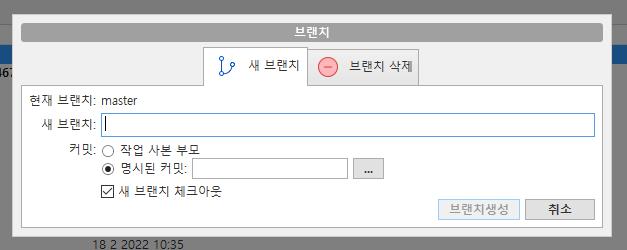 브랜치
새 브랜치
브랜치 삭제
467
현재 브랜치: master
새 브랜치:
커밋: 작업 사본 부모
명시된 커밋: ...
새 브랜치 체크아웃
브랜치생성 취소
18 2 2022 10:35